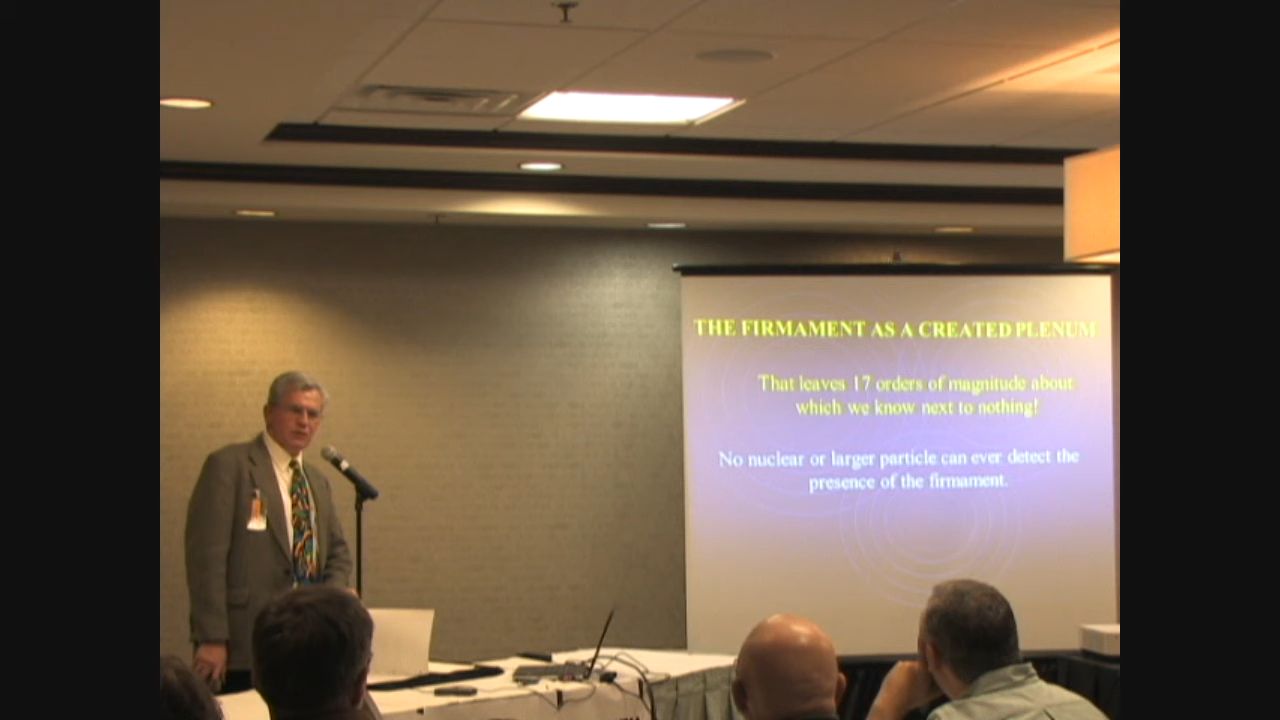 THE FIRMAMENT AS A CREATED PLENUM
That leaves 17 orders of magnitude about
which we know next to nothing!
No nuclear or larger particle can ever detect the
presence of the firmament.